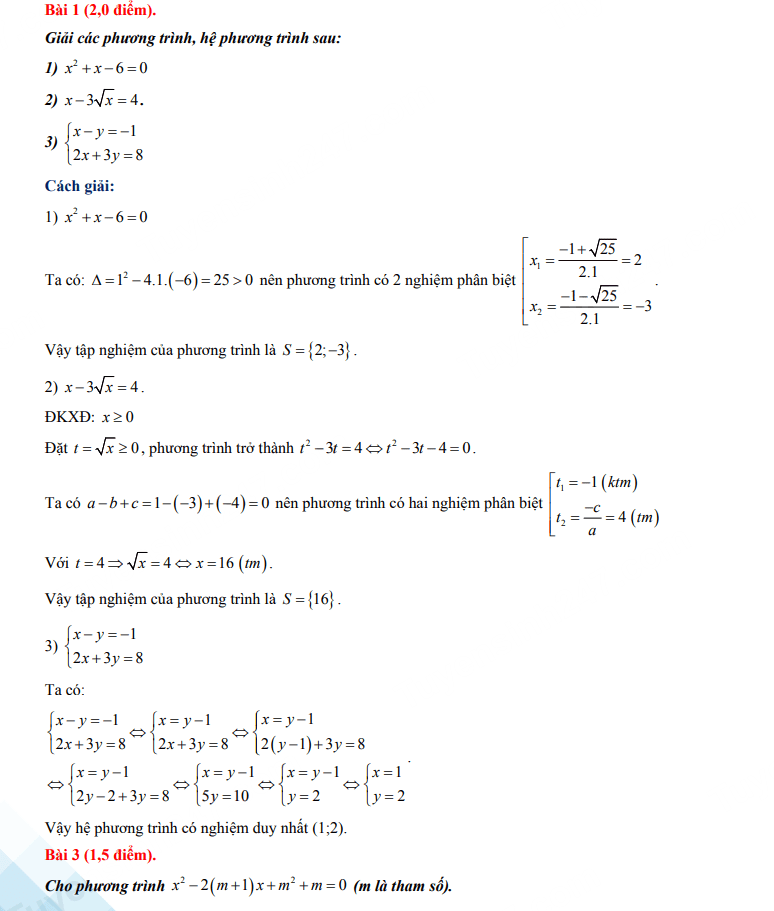 Bài 1 (2,0 điểm).
Giải các phương trình, hệ phương trình sau:
1) x² + x − 6 = 0
2) x − 3√x = 4.
3) {x − y = −1
2x + 3y = 8
Cách giải:
1) x² + x − 6 = 0
Ta có: Δ = 1² − 4.1.(−6) = 25 > 0 nên phương trình có 2 nghiệm phân biệt [x₁ = (−1 + √25)/2.1 = 2
x₂ = (−1 − √25)/2.1 = −3.
Vậy tập nghiệm của phương trình là S = {2; −3}.
2) x − 3√x = 4.
ĐKXĐ: x ≥ 0
Đặt t = √x ≥ 0, phương trình trở thành t² − 3t = 4 ⇔ t² − 3t − 4 = 0.
Ta có a − b + c = 1 − (−3) + (−4) = 0 nên phương trình có hai nghiệm phân biệt [t₁ = −1 (ktm)
t₂ = −c/a = 4 (tm)
Với t = 4 ⇒ √x = 4 ⇔ x = 16 (tm).
Vậy tập nghiệm của phương trình là S = {16}.
3) {x − y = −1
2x + 3y = 8
Ta có:
{x − y = −1 ⇔ {x = y − 1 ⇔ {x = y − 1
2x + 3y = 8 2x + 3y = 8 2(y − 1) + 3y = 8
⇔ {x = y − 1 ⇔ {x = y − 1 ⇔ {x = y − 1 ⇔ {x = 1
2y − 2 + 3y = 8 5y = 10 y = 2 y = 2.
Vậy hệ phương trình có nghiệm duy nhất (1;2).
Bài 3 (1,5 điểm).
Cho phương trình x² − 2(m + 1)x + m² + m = 0 (m là tham số).